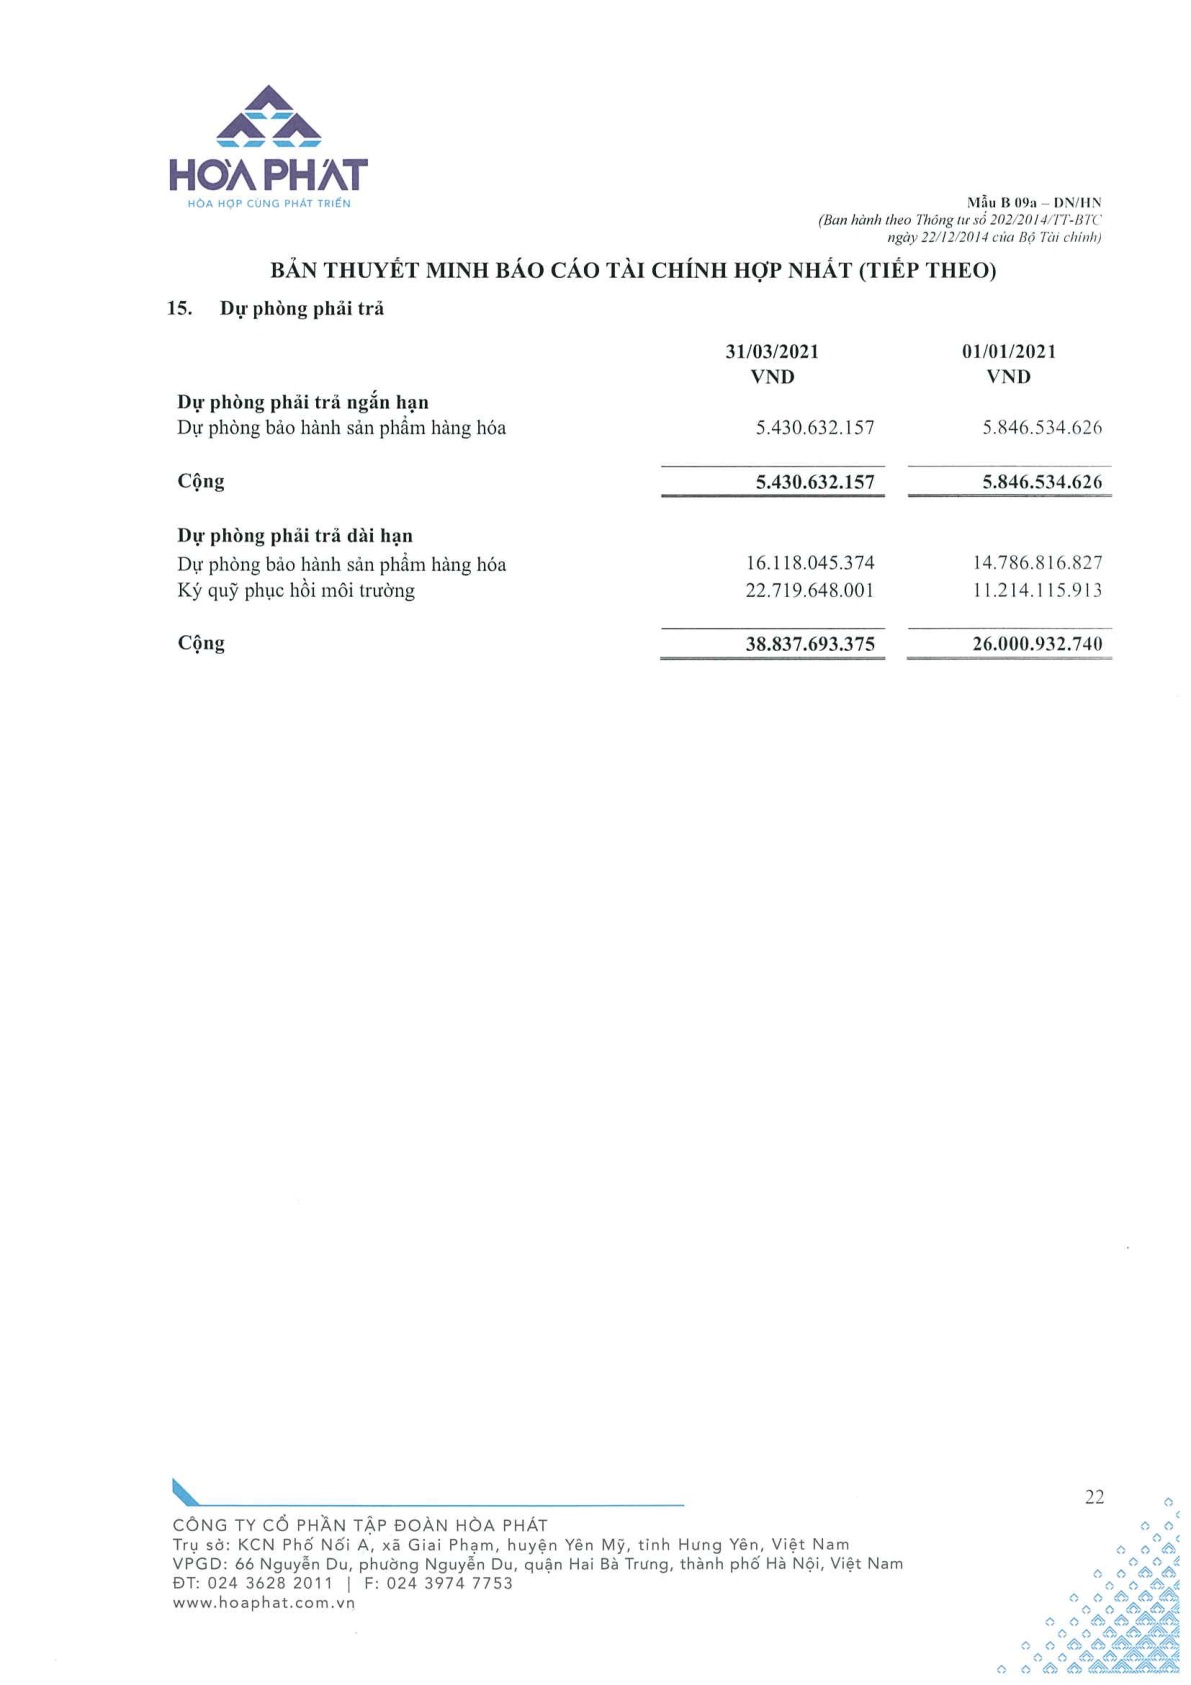 HÒA PHÁT
HÒA HỢP CÙNG PHÁT TRIỂN
Mẫu B 09a – DN/HN
(Ban hành theo Thông tư số 202/2014/TT-BTC
ngày 22/12/2014 của Bộ Tài chính)
BẢN THUYẾT MINH BÁO CÁO TÀI CHÍNH HỢP NHẤT (TIẾP THEO)
15. Dự phòng phải trả
31/03/2021 01/01/2021
VND VND
Dự phòng phải trả ngắn hạn
Dự phòng bảo hành sản phẩm hàng hóa 5.430.632.157 5.846.534.626
Cộng 5.430.632.157 5.846.534.626
Dự phòng phải trả dài hạn
Dự phòng bảo hành sản phẩm hàng hóa 16.118.045.374 14.786.816.827
Ký quỹ phục hồi môi trường 22.719.648.001 11.214.115.913
Cộng 38.837.693.375 26.000.932.740
22
CÔNG TY CỔ PHẦN TẬP ĐOÀN HÒA PHÁT
Trụ sở: KCN Phố Nối A, xã Giai Phạm, huyện Yên Mỹ, tỉnh Hưng Yên, Việt Nam
VPGD: 66 Nguyễn Du, phường Nguyễn Du, quận Hai Bà Trưng, thành phố Hà Nội, Việt Nam
ĐT: 024 3628 2011 | F: 024 3974 7753
www.hoaphat.com.vn